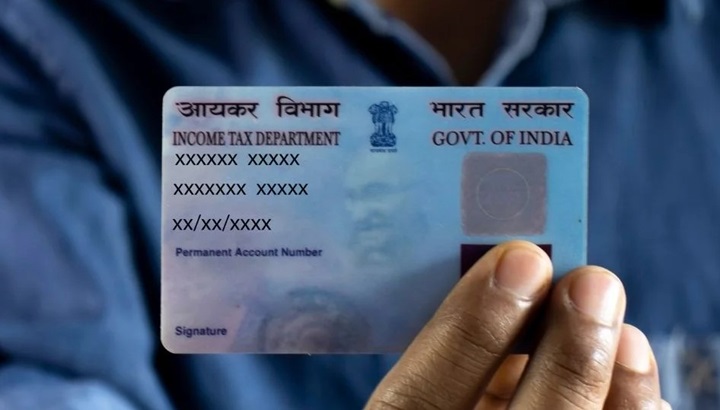 आयकर विभाग
भारत सरकार
INCOME TAX DEPARTMENT
GOVT. OF INDIA
XXXXXX XXXXX
XXXXXXX XXXXX
XX/XX/XXXX
Permanent Account Number
Signature